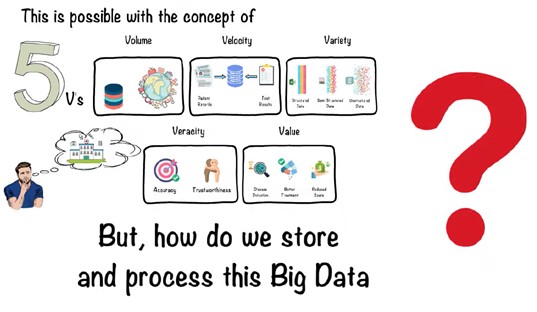 This is possible with the concept of
5 V's
Volume
Velocity
Variety
Patient Records
Test Results
Structured Data
Semi Structured Data
Unstructured Data
Veracity
Value
Accuracy
Trustworthiness
Disease Detection
Better Treatment
Reduced Costs
But, how do we store
and process this Big Data
?